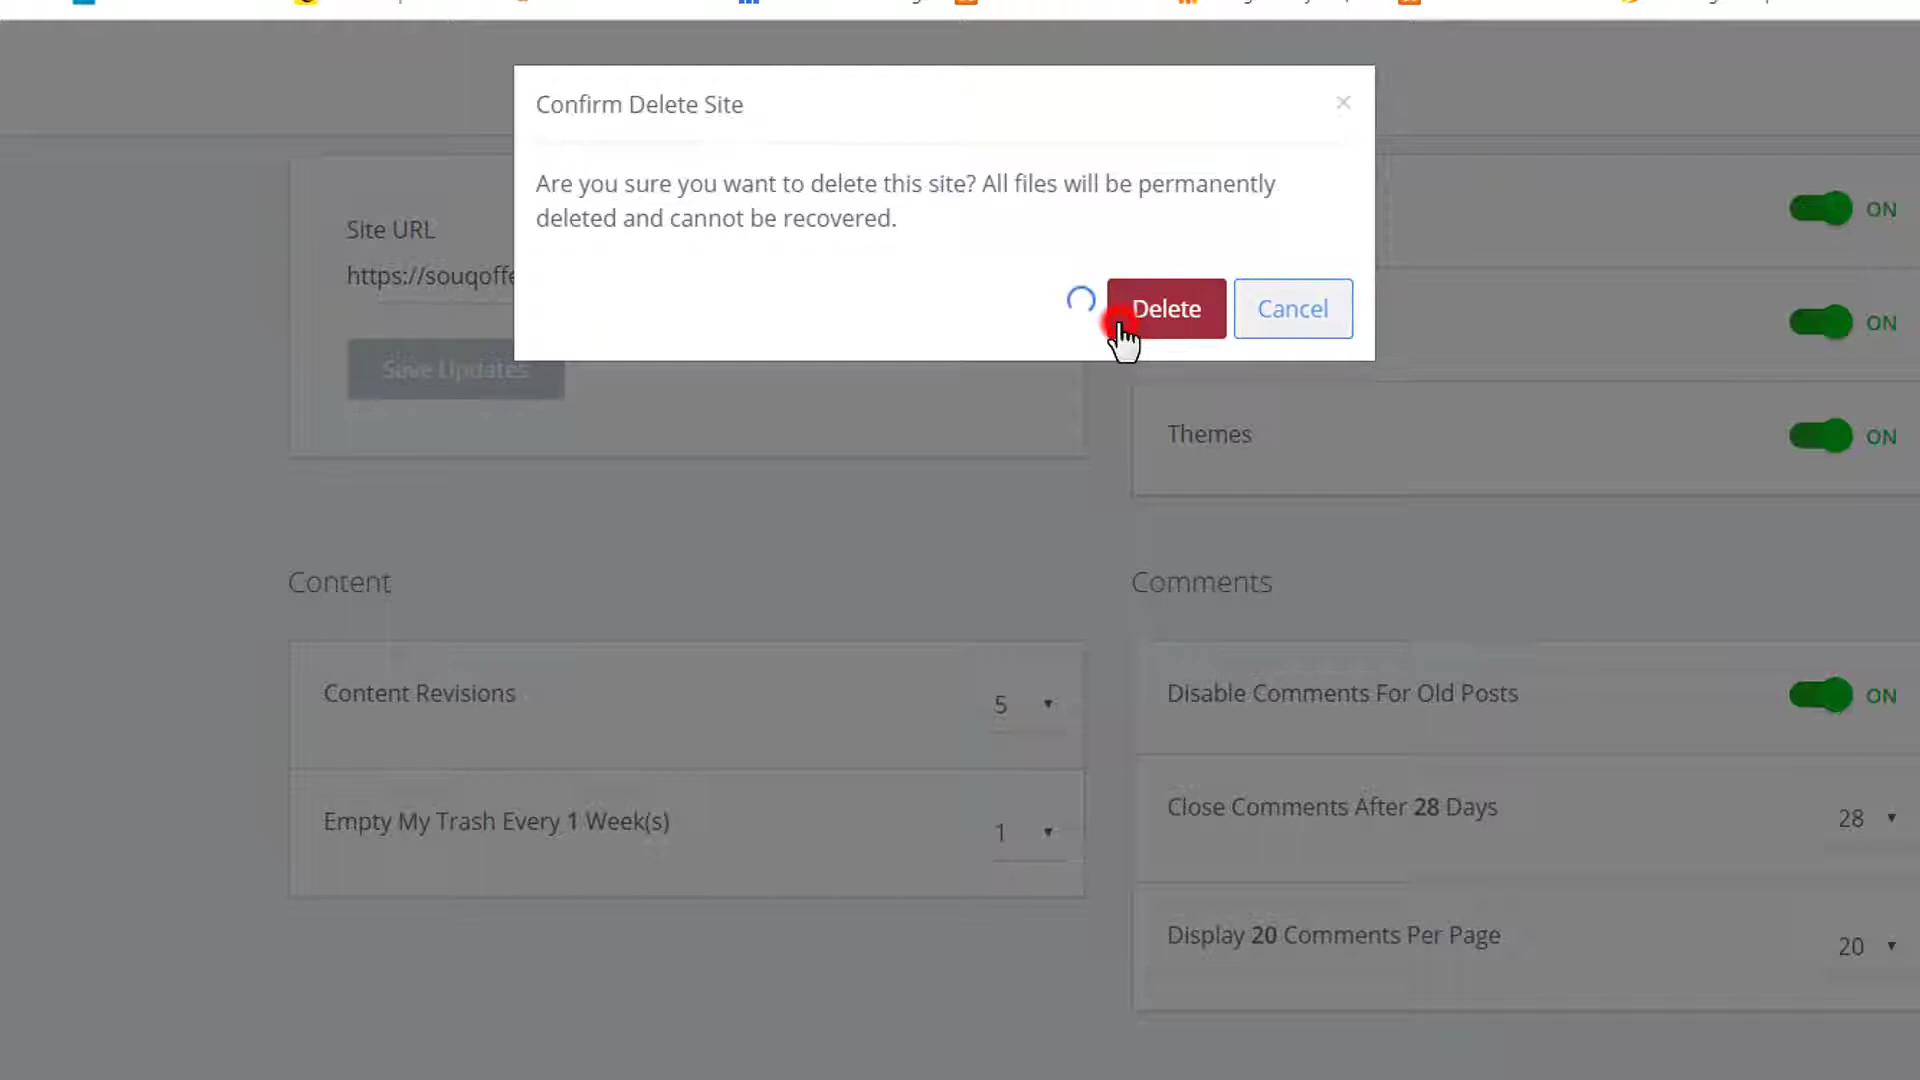 Confirm Delete Site
×
Are you sure you want to delete this site? All files will be permanently
deleted and cannot be recovered.
Delete
Cancel
Site URL
https://souqoffe
Save Updates
ON
ON
Themes
ON
Content
Content Revisions
5
Empty My Trash Every 1 Week(s)
1
Comments
Disable Comments For Old Posts
ON
Close Comments After 28 Days
28
Display 20 Comments Per Page
20